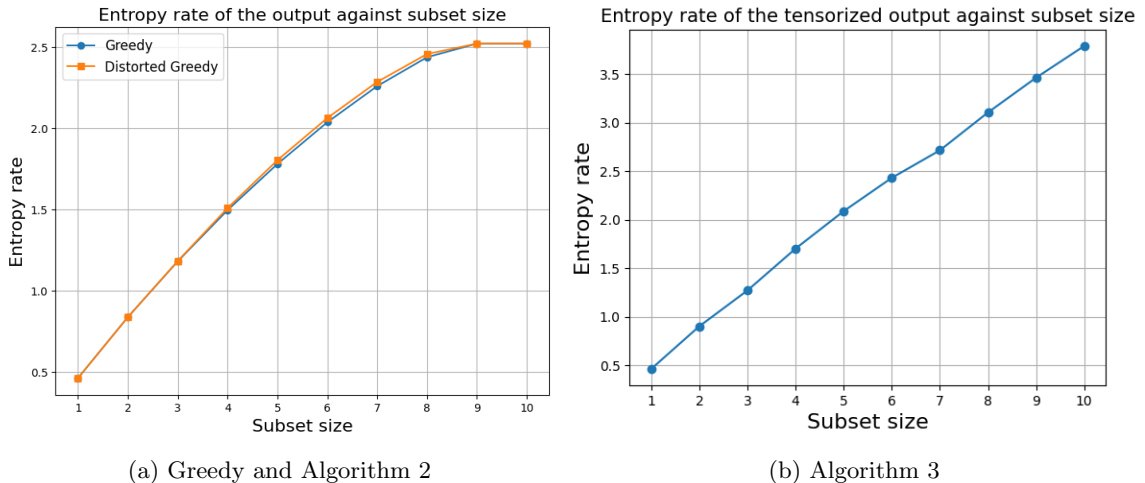 Entropy rate of the output against subset size
Greedy
Distorted Greedy
2.5
2.0
1.5
1.0
0.5
Entropy rate
1 2 3 4 5 6 7 8 9 10
Subset size
(a) Greedy and Algorithm 2
Entropy rate of the tensorized output against subset size
3.5
3.0
2.5
2.0
1.5
1.0
0.5
Entropy rate
1 2 3 4 5 6 7 8 9 10
Subset size
(b) Algorithm 3